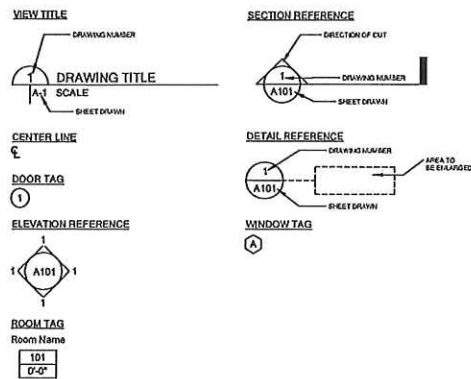 VIEW TITLE
DRAWING NUMBER
1
DRAWING TITLE
A-1
SCALE
SHEET DRAWN
CENTER LINE
℄
DOOR TAG
1
ELEVATION REFERENCE
1
1 A101 1
1
ROOM TAG
Room Name
101
0'-0"
SECTION REFERENCE
DIRECTION OF CUT
1
DRAWING NUMBER
A101
SHEET DRAWN
DETAIL REFERENCE
DRAWING NUMBER
1
A101
AREA TO
BE ENLARGED
SHEET DRAWN
WINDOW TAG
A